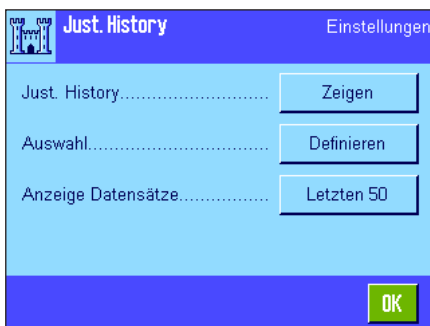 Just. History Einstellungen
Just. History........................... Zeigen
Auswahl................................. Definieren
Anzeige Datensätze................. Letzten 50
OK